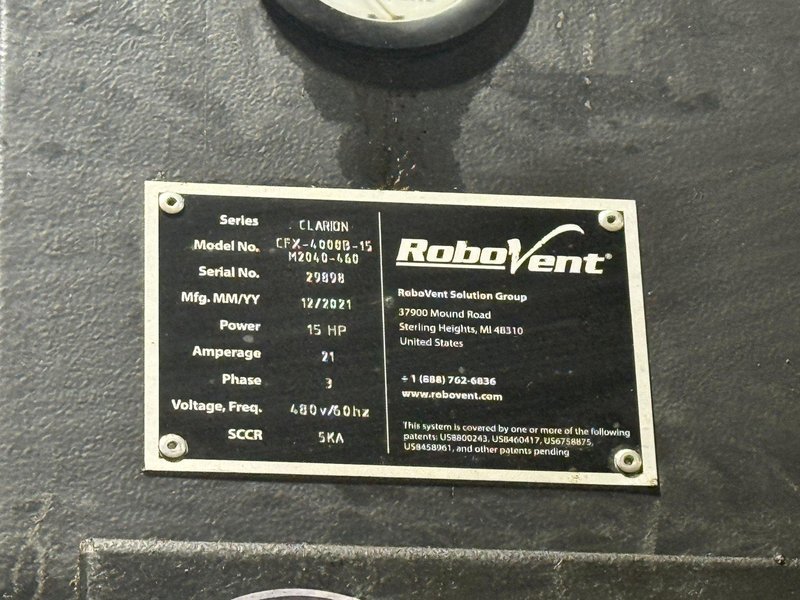 Series CLARION
Model No. CFX-4000B-15
M2040-460
Serial No. 29898
Mfg. MM/YY 12/2021
Power 15 HP
Amperage 21
Phase 3
Voltage, Freq. 480v/60hz
SCCR 5KA
RoboVent®
RoboVent Solution Group
37900 Mound Road
Sterling Heights, MI 48310
United States
+1 (888) 762-6836
www.robovent.com
This system is covered by one or more of the following
patents: US8800243, US8460417, US6758875,
US8458961, and other patents pending